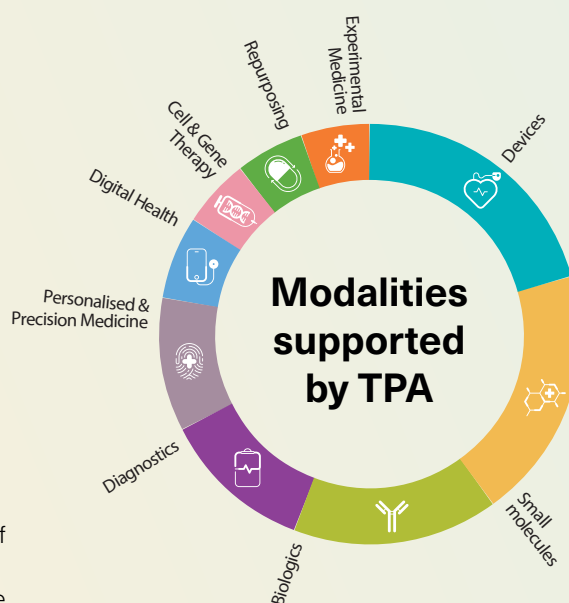 Experimental
Medicine
Repurposing
Cell & Gene
Therapy
Devices
Digital Health
Modalities
supported
by TPA
Personalised &
Precision Medicine
Diagnostics
Small
molecules
Biologics